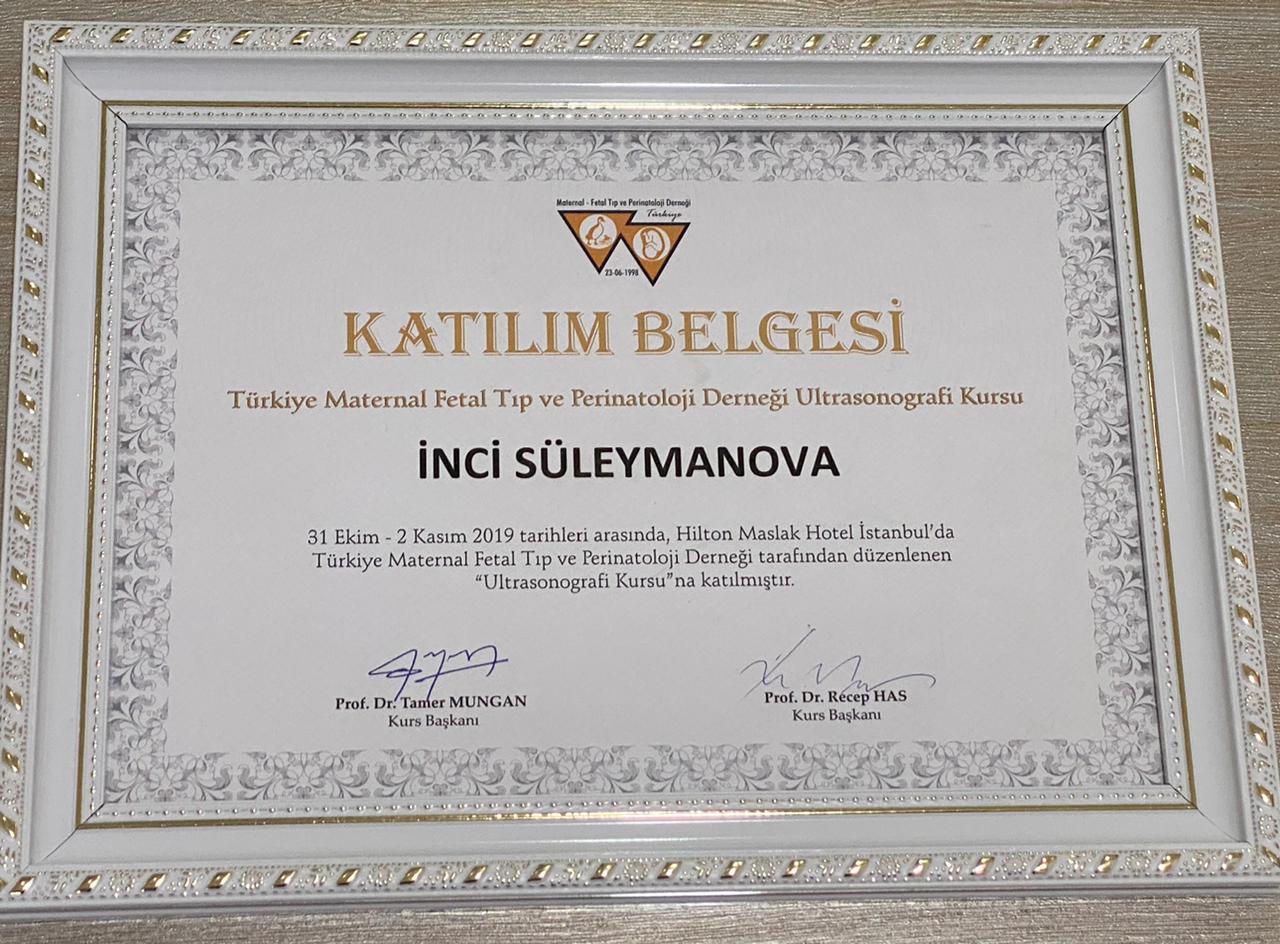 Maternal - Fetal Tıp ve Perinatoloji Derneği
Türkiye
23-06-1998
KATILIM BELGESİ
Türkiye Maternal Fetal Tıp ve Perinatoloji Derneği Ultrasonografi Kursu
İNCİ SÜLEYMANOVA
31 Ekim - 2 Kasım 2019 tarihleri arasında, Hilton Maslak Hotel İstanbul’da
Türkiye Maternal Fetal Tıp ve Perinatoloji Derneği tarafından düzenlenen
“Ultrasonografi Kursu”na katılmıştır.
Prof. Dr. Tamer MUNGAN
Kurs Başkanı
Prof. Dr. Recep HAS
Kurs Başkanı